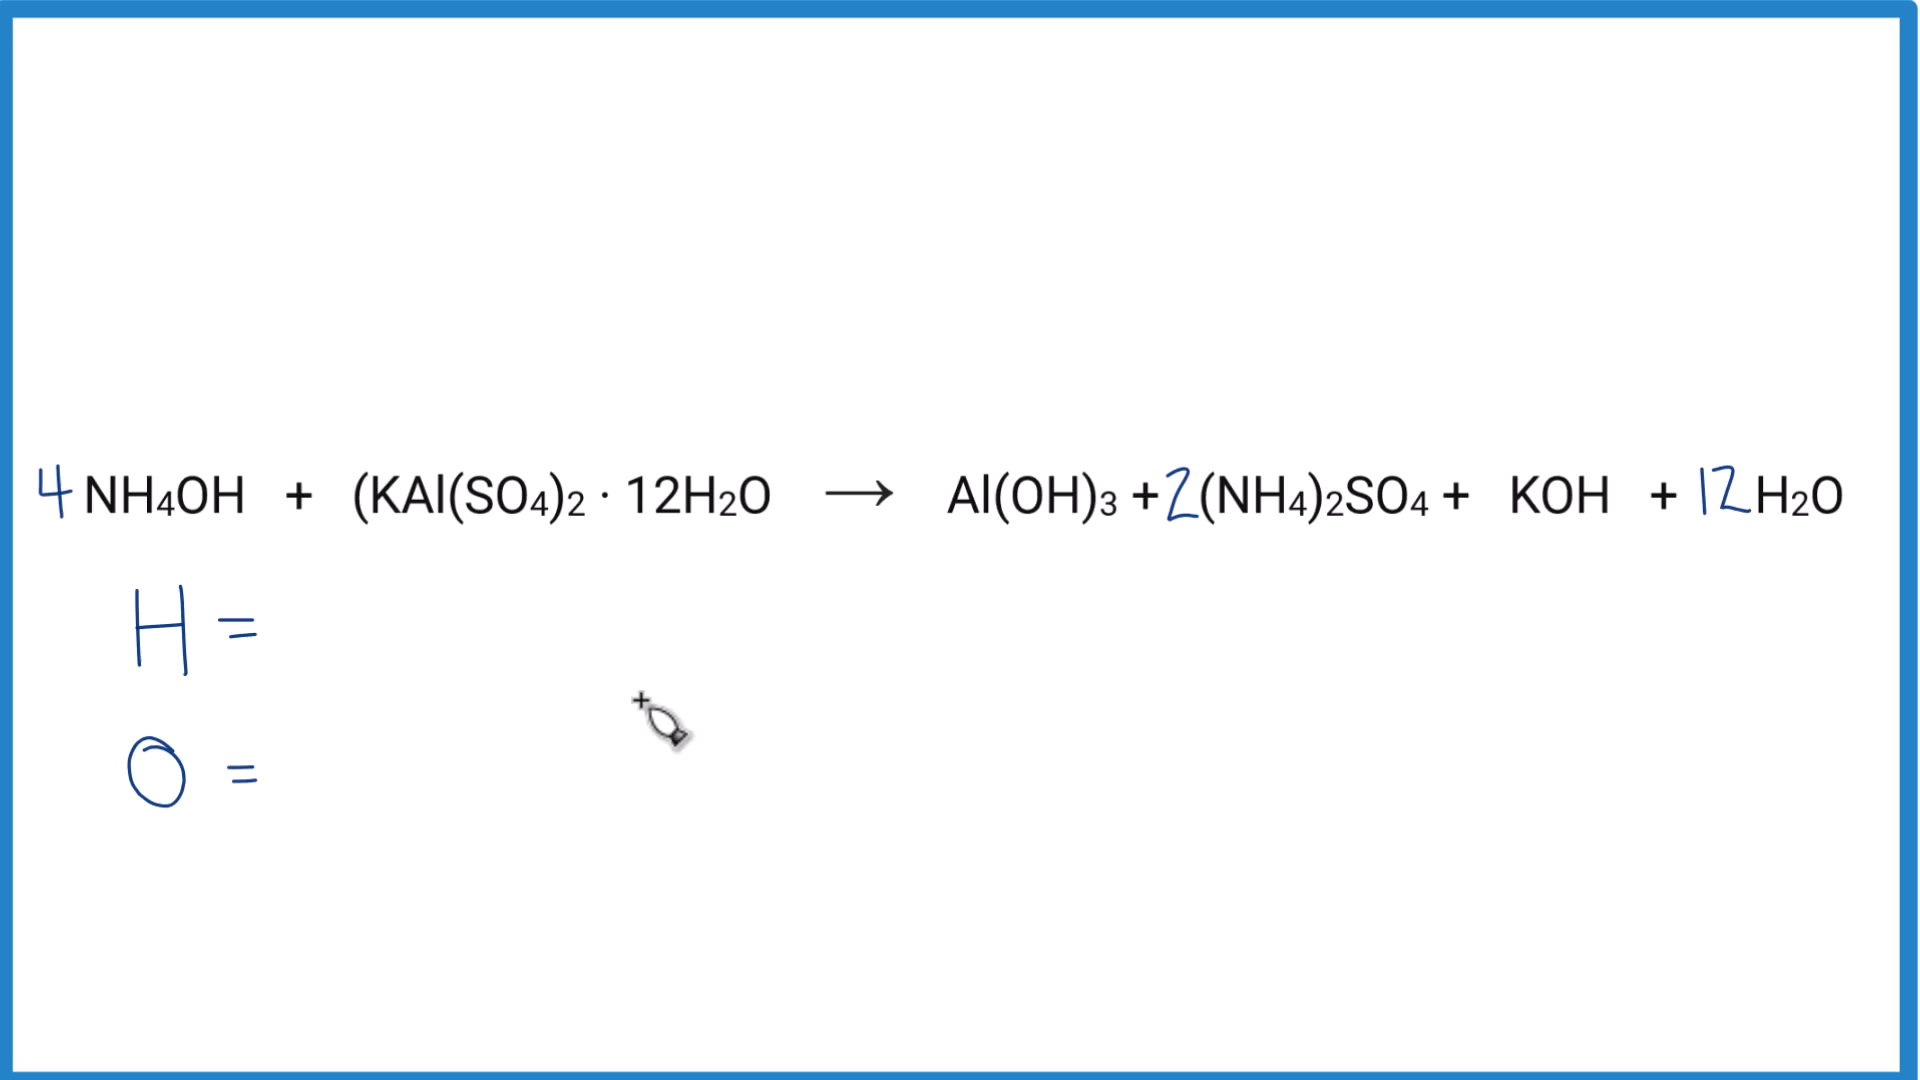 4 NH4OH + (KAl(SO4)2 · 12H2O → Al(OH)3 + 2(NH4)2SO4 + KOH + 12H2O
H =
O =